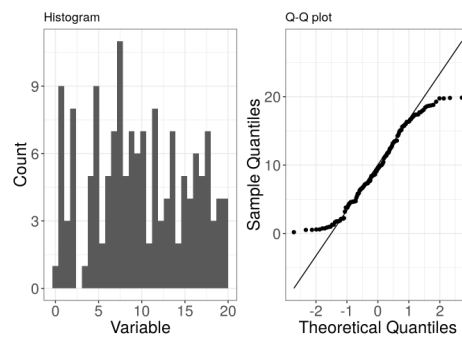 Histogram
Count
9
6
3
0
0
5
10
15
20
Variable
Q-Q plot
Sample Quantiles
20
10
0
-2
-1
0
1
2
Theoretical Quantiles